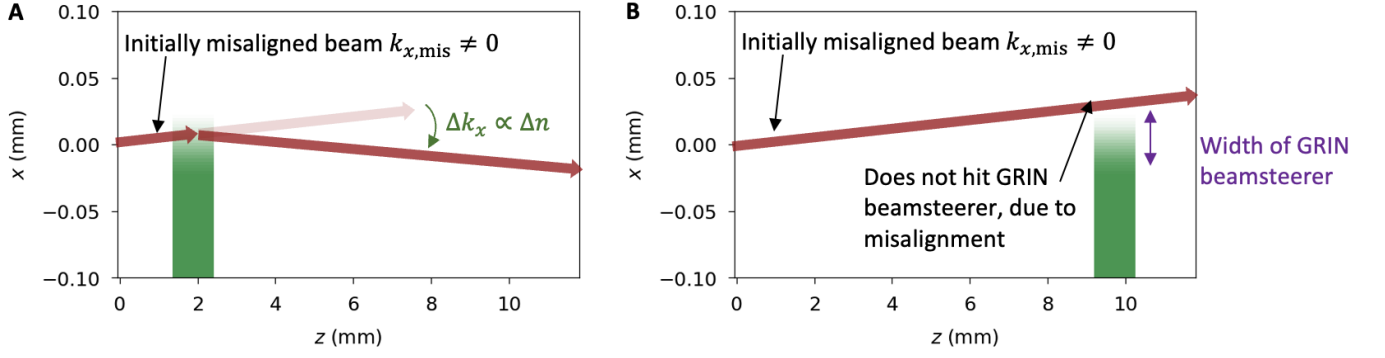 A
Initially misaligned beam kₓ,mis ≠ 0
Δkₓ ∝ Δn
0.10
0.05
0.00
−0.05
−0.10
x (mm)
0 2 4 6 8 10
z (mm)
B
Initially misaligned beam kₓ,mis ≠ 0
Does not hit GRIN
beamsteerer, due to
misalignment
Width of GRIN
beamsteerer
0.10
0.05
0.00
−0.05
−0.10
x (mm)
0 2 4 6 8 10
z (mm)